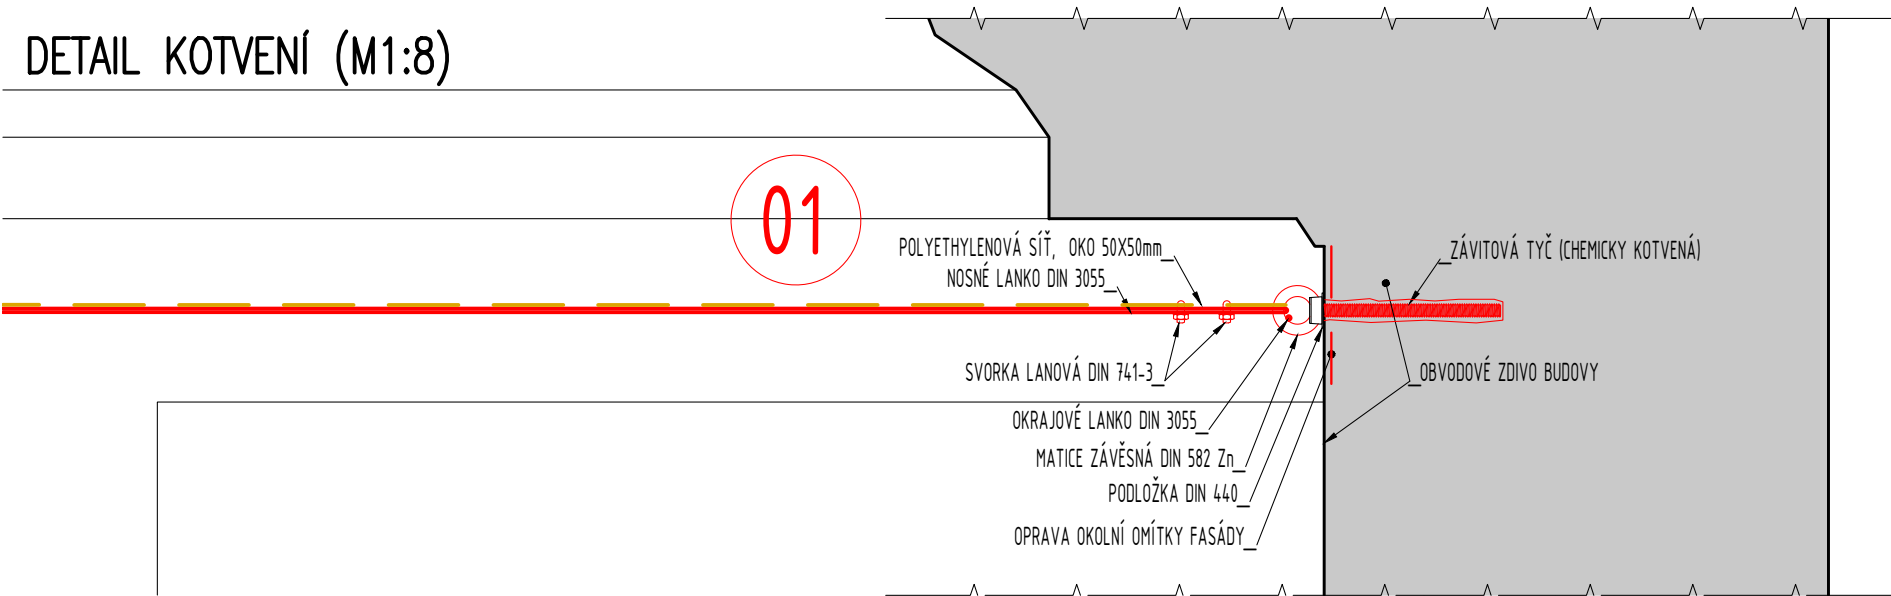 DETAIL KOTVENÍ (M1:8)
01
POLYETHYLENOVÁ SÍŤ, OKO 50X50mm
NOSNÉ LANKO DIN 3055
ZÁVITOVÁ TYČ (CHEMICKY KOTVENÁ)
SVORKA LANOVÁ DIN 741-3
OBVODOVÉ ZDIVO BUDOVY
OKRAJOVÉ LANKO DIN 3055
MATICE ZÁVĚSNÁ DIN 582 Zn
PODLOŽKA DIN 440
OPRAVA OKOLNÍ OMÍTKY FASÁDY